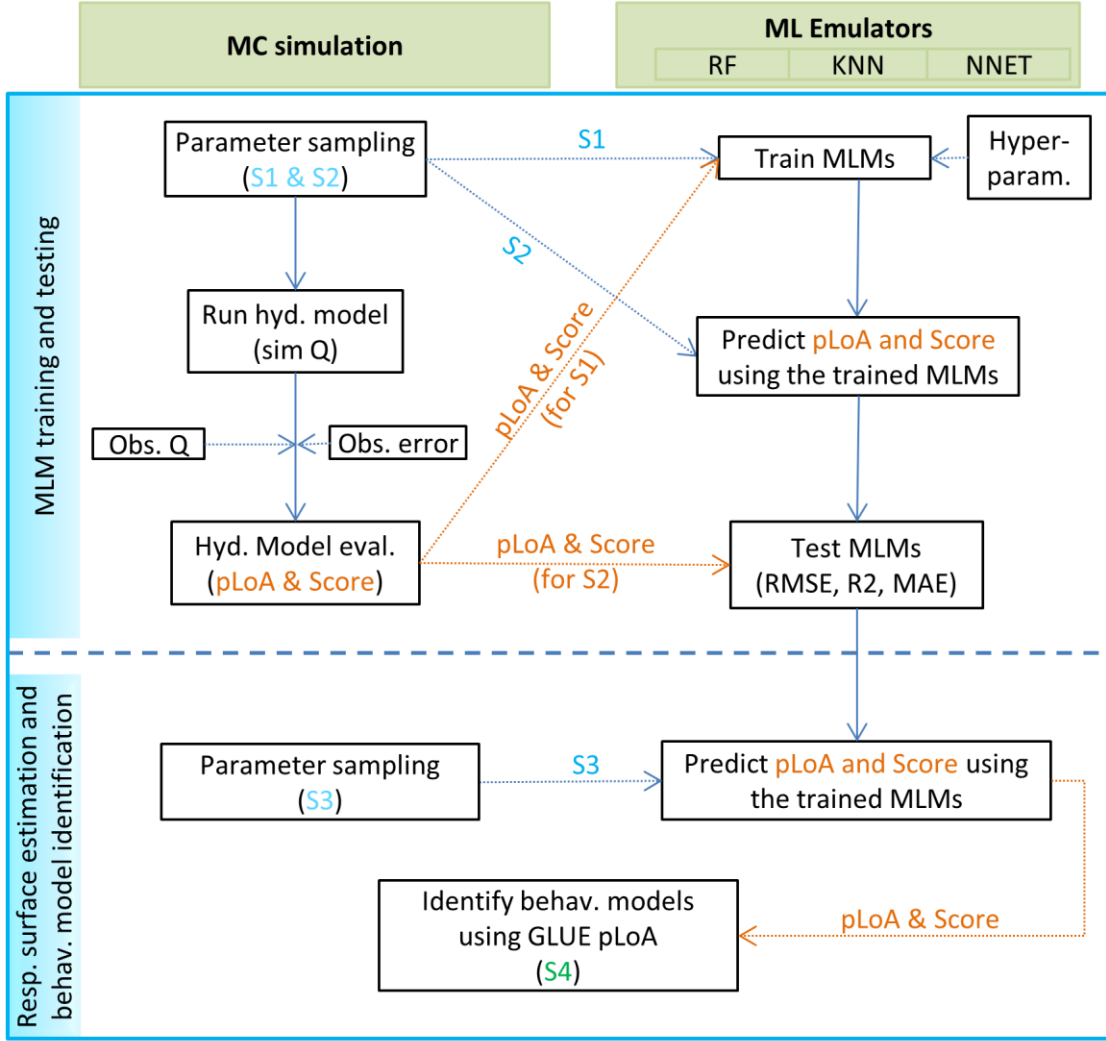 MC simulation
ML Emulators
RF
KNN
NNET
MLM training and testing
Parameter sampling
(S1 & S2)
S1
Train MLMs
Hyper-
param.
S2
Run hyd. model
(sim Q)
pLoA & Score
(for S1)
Predict pLoA and Score
using the trained MLMs
Obs. Q
Obs. error
Hyd. Model eval.
(pLoA & Score)
pLoA & Score
(for S2)
Test MLMs
(RMSE, R2, MAE)
Resp. surface estimation and
behav. model identification
Parameter sampling
(S3)
S3
Predict pLoA and Score using
the trained MLMs
Identify behav. models
using GLUE pLoA
(S4)
pLoA & Score